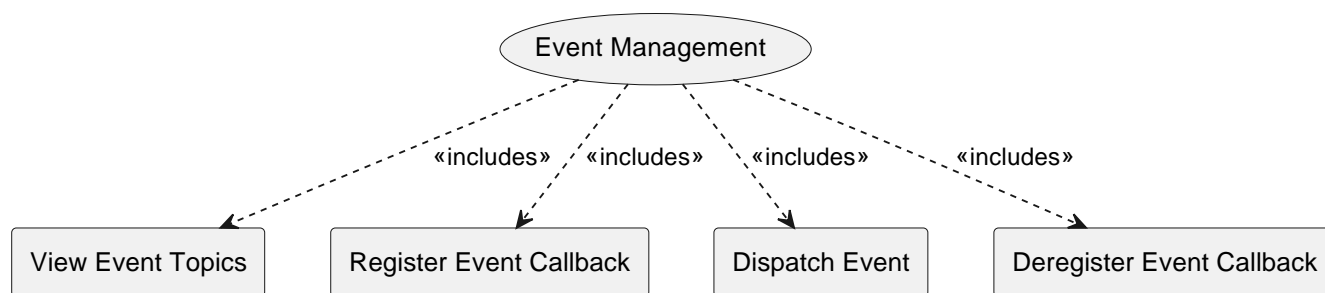 Event Management
«includes» «includes» «includes» «includes»
View Event Topics Register Event Callback Dispatch Event Deregister Event Callback